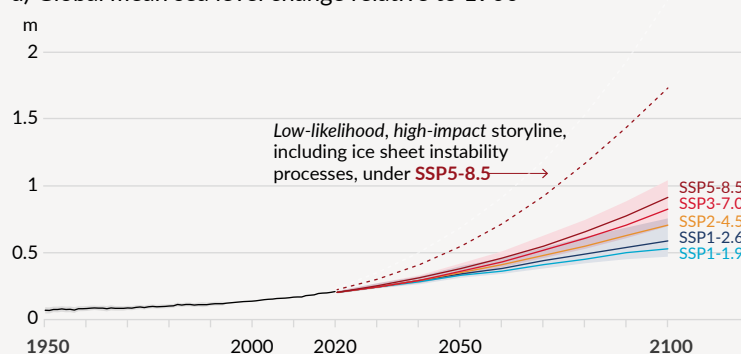 m
2
1.5
Low-likelihood, high-impact storyline,
including ice sheet instability
processes, under SSP5-8.5
1
SSP5-8.5
SSP3-7.0
SSP2-4.5
0.5
SSP1-2.6
SSP1-1.9
0
1950 2000 2020 2050 2100